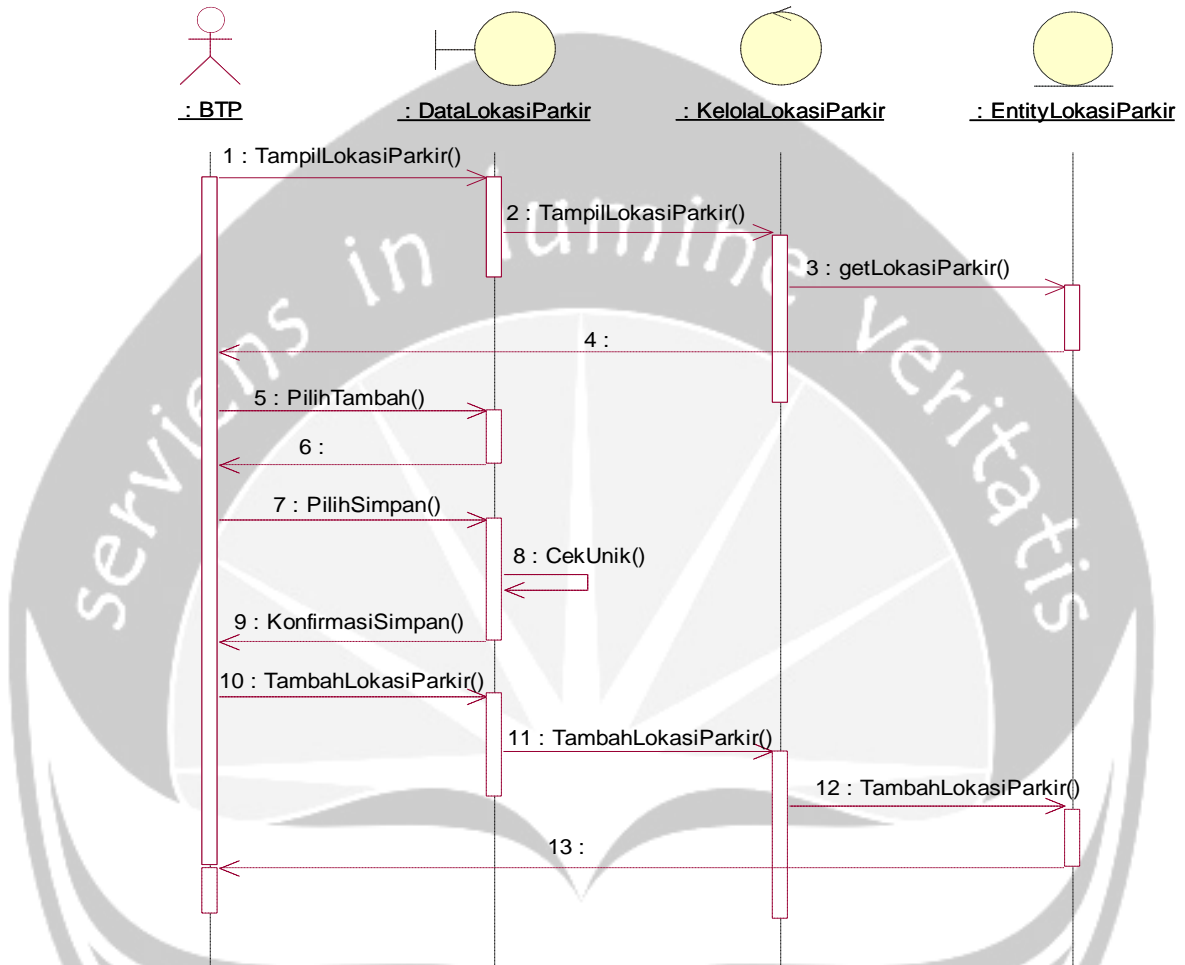 : BTP
: DataLokasiParkir
: KelolaLokasiParkir
: EntityLokasiParkir
1 : TampilLokasiParkir()
2 : TampilLokasiParkir()
3 : getLokasiParkir()
4 :
5 : PilihTambah()
6 :
7 : PilihSimpan()
8 : CekUnik()
9 : KonfirmasiSimpan()
10 : TambahLokasiParkir()
11 : TambahLokasiParkir()
12 : TambahLokasiParkir()
13 :
serviens in lumine veritatis